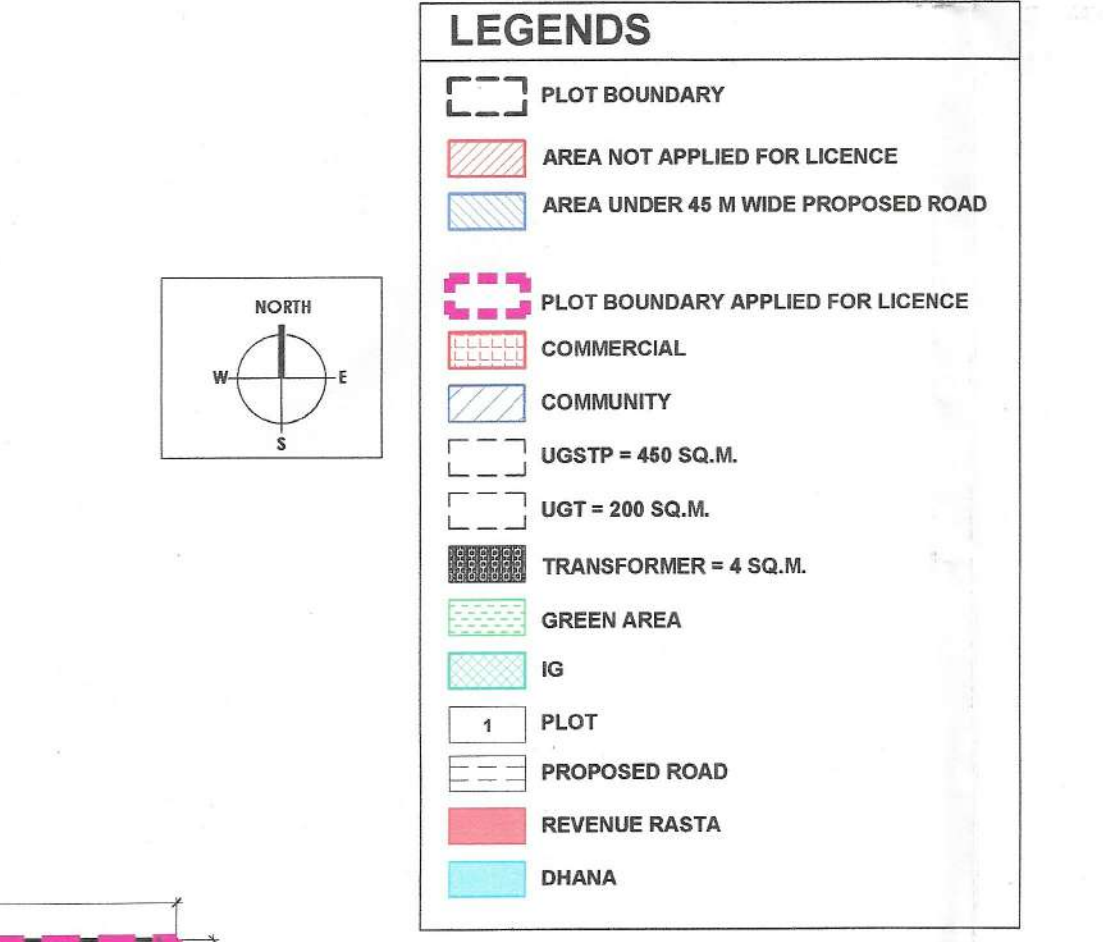 LEGENDS
PLOT BOUNDARY
AREA NOT APPLIED FOR LICENCE
AREA UNDER 45 M WIDE PROPOSED ROAD
PLOT BOUNDARY APPLIED FOR LICENCE
COMMERCIAL
COMMUNITY
UGSTP = 450 SQ.M.
UGT = 200 SQ.M.
TRANSFORMER = 4 SQ.M.
GREEN AREA
IG
1 PLOT
PROPOSED ROAD
REVENUE RASTA
DHANA
NORTH
W E
S